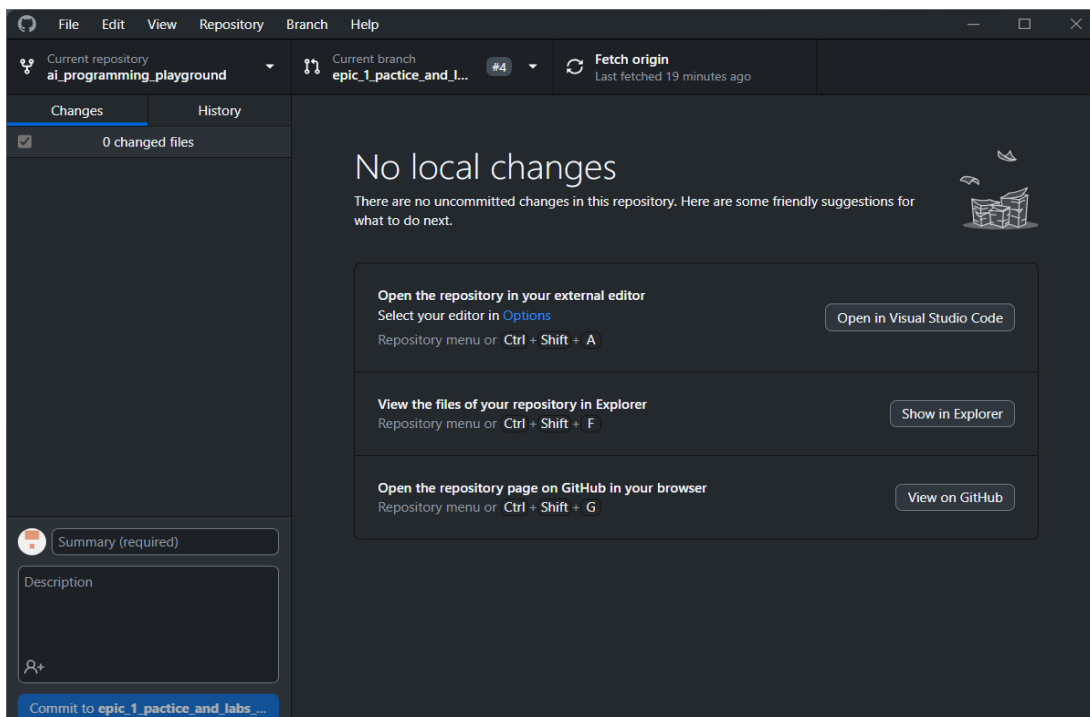 File Edit View Repository Branch Help
Current repository
ai_programming_playground
Current branch
epic_1_pactice_and_l...
#4
Fetch origin
Last fetched 19 minutes ago
Changes History
0 changed files
No local changes
There are no uncommitted changes in this repository. Here are some friendly suggestions for
what to do next.
Open the repository in your external editor
Select your editor in Options
Repository menu or Ctrl + Shift + A
Open in Visual Studio Code
View the files of your repository in Explorer
Repository menu or Ctrl + Shift + F
Show in Explorer
Open the repository page on GitHub in your browser
Repository menu or Ctrl + Shift + G
View on GitHub
Summary (required)
Description
Commit to epic_1_pactice_and_labs_...